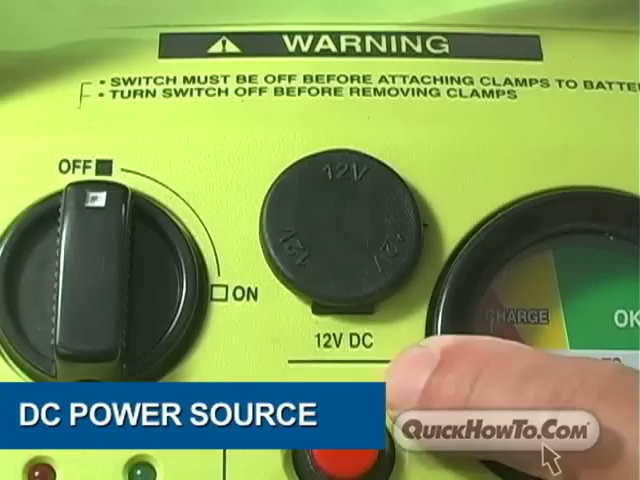 WARNING
• SWITCH MUST BE OFF BEFORE ATTACHING CLAMPS TO BATTE
• TURN SWITCH OFF BEFORE REMOVING CLAMPS
OFF
12V
12V
12V
ON
CHARGE
OK
12V DC
DC POWER SOURCE
QUICKHOWTO.COM